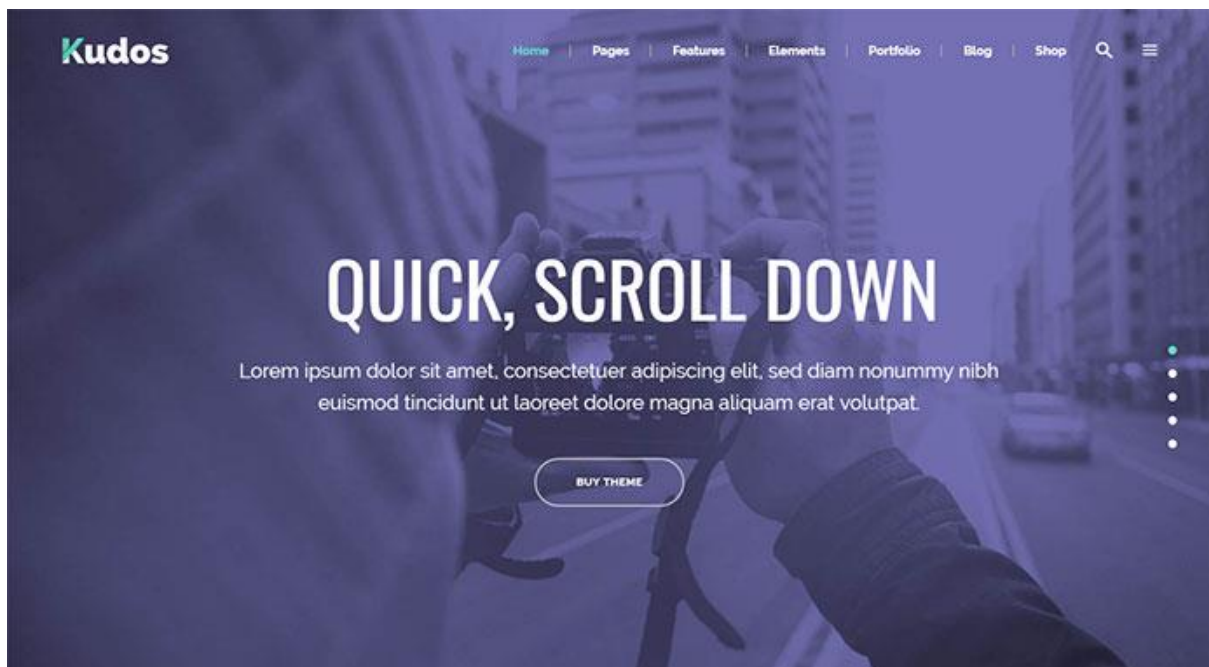 Kudos
Home | Pages | Features | Elements | Portfolio | Blog | Shop
QUICK, SCROLL DOWN
Lorem ipsum dolor sit amet, consectetuer adipiscing elit, sed diam nonummy nibh
euismod tincidunt ut laoreet dolore magna aliquam erat volutpat.
BUY THEME